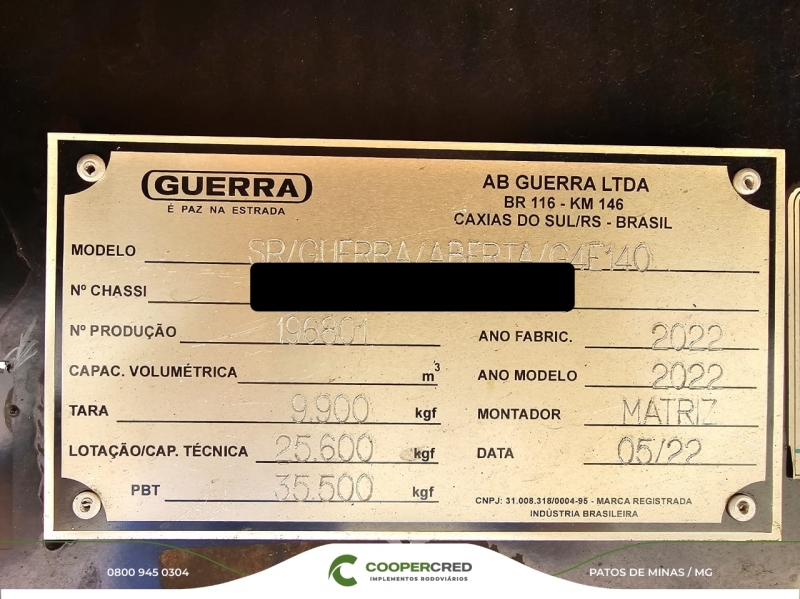 GUERRA
É PAZ NA ESTRADA
AB GUERRA LTDA
BR 116 - KM 146
CAXIAS DO SUL/RS - BRASIL
MODELO SR/GUERRA/ABERTA/G4E140
Nº CHASSI
Nº PRODUÇÃO 196801
ANO FABRIC. 2022
CAPAC. VOLUMÉTRICA m³
ANO MODELO 2022
TARA 9.900 kgf
MONTADOR MATRIZ
LOTAÇÃO/CAP. TÉCNICA 25.600 kgf
DATA 05/22
PBT 35.500 kgf
CNPJ: 31.008.318/0004-95 - MARCA REGISTRADA
INDÚSTRIA BRASILEIRA
0800 945 0304
COOPERCRED
IMPLEMENTOS RODOVIÁRIOS
PATOS DE MINAS / MG